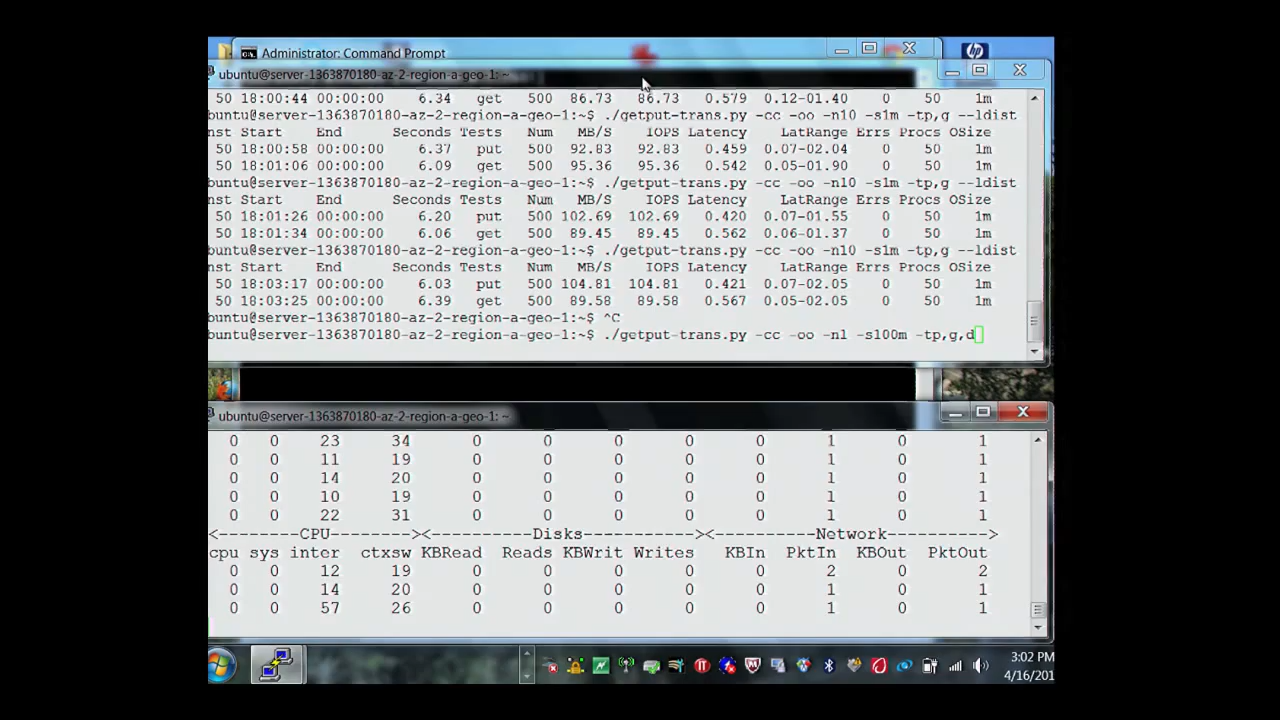 Administrator: Command Prompt
ubuntu@server-1363870180-az-2-region-a-geo-1: ~
50 18:00:44 00:00:00 6.34 get 500 86.73 86.73 0.579 0.12-01.40 0 50 1m
buntu@server-1363870180-az-2-region-a-geo-1:~$ ./getput-trans.py -cc -oo -n10 -s1m -tp,g --ldist
nst Start End Seconds Tests Num MB/S IOPS Latency LatRange Errs Procs OSize
50 18:00:58 00:00:00 6.37 put 500 92.83 92.83 0.459 0.07-02.04 0 50 1m
50 18:01:06 00:00:00 6.09 get 500 95.36 95.36 0.542 0.05-01.90 0 50 1m
buntu@server-1363870180-az-2-region-a-geo-1:~$ ./getput-trans.py -cc -oo -n10 -s1m -tp,g --ldist
nst Start End Seconds Tests Num MB/S IOPS Latency LatRange Errs Procs OSize
50 18:01:26 00:00:00 6.20 put 500 102.69 102.69 0.420 0.07-01.55 0 50 1m
50 18:01:34 00:00:00 6.06 get 500 89.45 89.45 0.562 0.06-01.37 0 50 1m
buntu@server-1363870180-az-2-region-a-geo-1:~$ ./getput-trans.py -cc -oo -n10 -s1m -tp,g --ldist
nst Start End Seconds Tests Num MB/S IOPS Latency LatRange Errs Procs OSize
50 18:03:17 00:00:00 6.03 put 500 104.81 104.81 0.421 0.07-02.05 0 50 1m
50 18:03:25 00:00:00 6.39 get 500 89.58 89.58 0.567 0.05-02.05 0 50 1m
buntu@server-1363870180-az-2-region-a-geo-1:~$ ^C
buntu@server-1363870180-az-2-region-a-geo-1:~$ ./getput-trans.py -cc -oo -n1 -s100m -tp,g,d
ubuntu@server-1363870180-az-2-region-a-geo-1: ~
0 0 23 34 0 0 0 0 0 1 0 1
0 0 11 19 0 0 0 0 0 1 0 1
0 0 14 20 0 0 0 0 0 1 0 1
0 0 10 19 0 0 0 0 0 1 0 1
0 0 22 31 0 0 0 0 0 1 0 1
<--------CPU--------><----------Disks-----------><----------Network---------->
cpu sys inter ctxsw KBRead Reads KBWrit Writes KBIn PktIn KBOut PktOut
0 0 12 19 0 0 0 0 0 2 0 2
0 0 14 20 0 0 0 0 0 1 0 1
0 0 57 26 0 0 0 0 0 1 0 1
3:02 PM
4/16/201